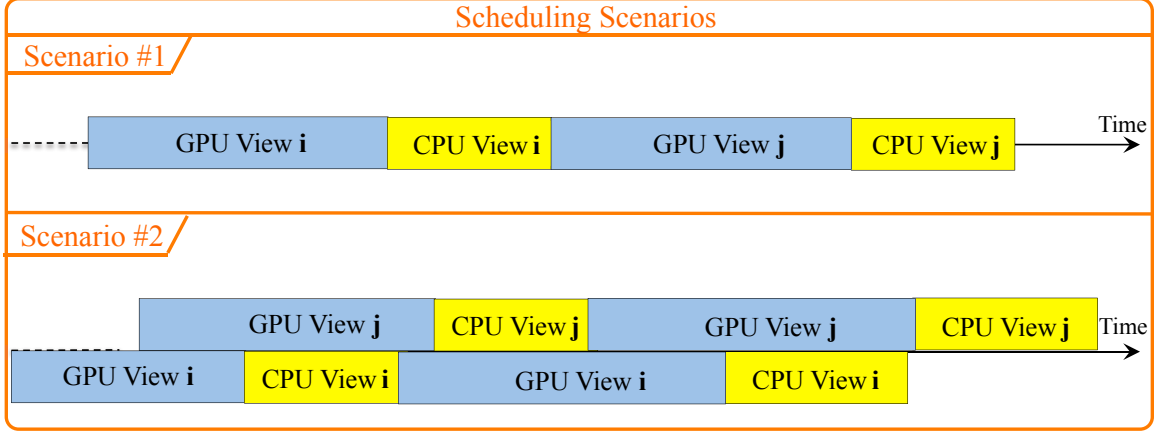 Scheduling Scenarios
Scenario #1
GPU View i CPU View i GPU View j CPU View j Time
Scenario #2
GPU View j CPU View j GPU View j CPU View j Time
GPU View i CPU View i GPU View i CPU View i